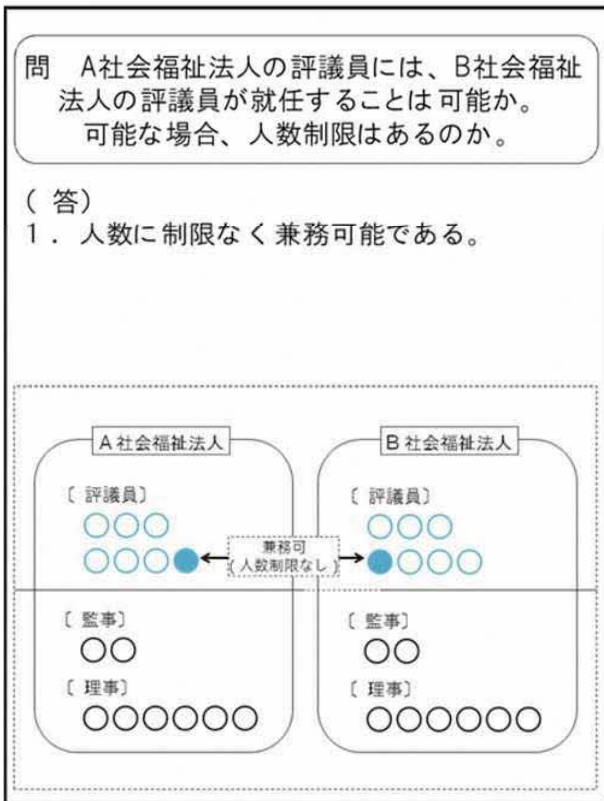 問　A社会福祉法人の評議員には、B社会福祉
法人の評議員が就任することは可能か。
可能な場合、人数制限はあるのか。
( 答)
1．人数に制限なく兼務可能である。
A 社会福祉法人
B 社会福祉法人
〔 評議員〕
〔 評議員〕
兼務可
( 人数制限なし )
〔 監事〕
〔 監事〕
〔 理事〕
〔 理事〕